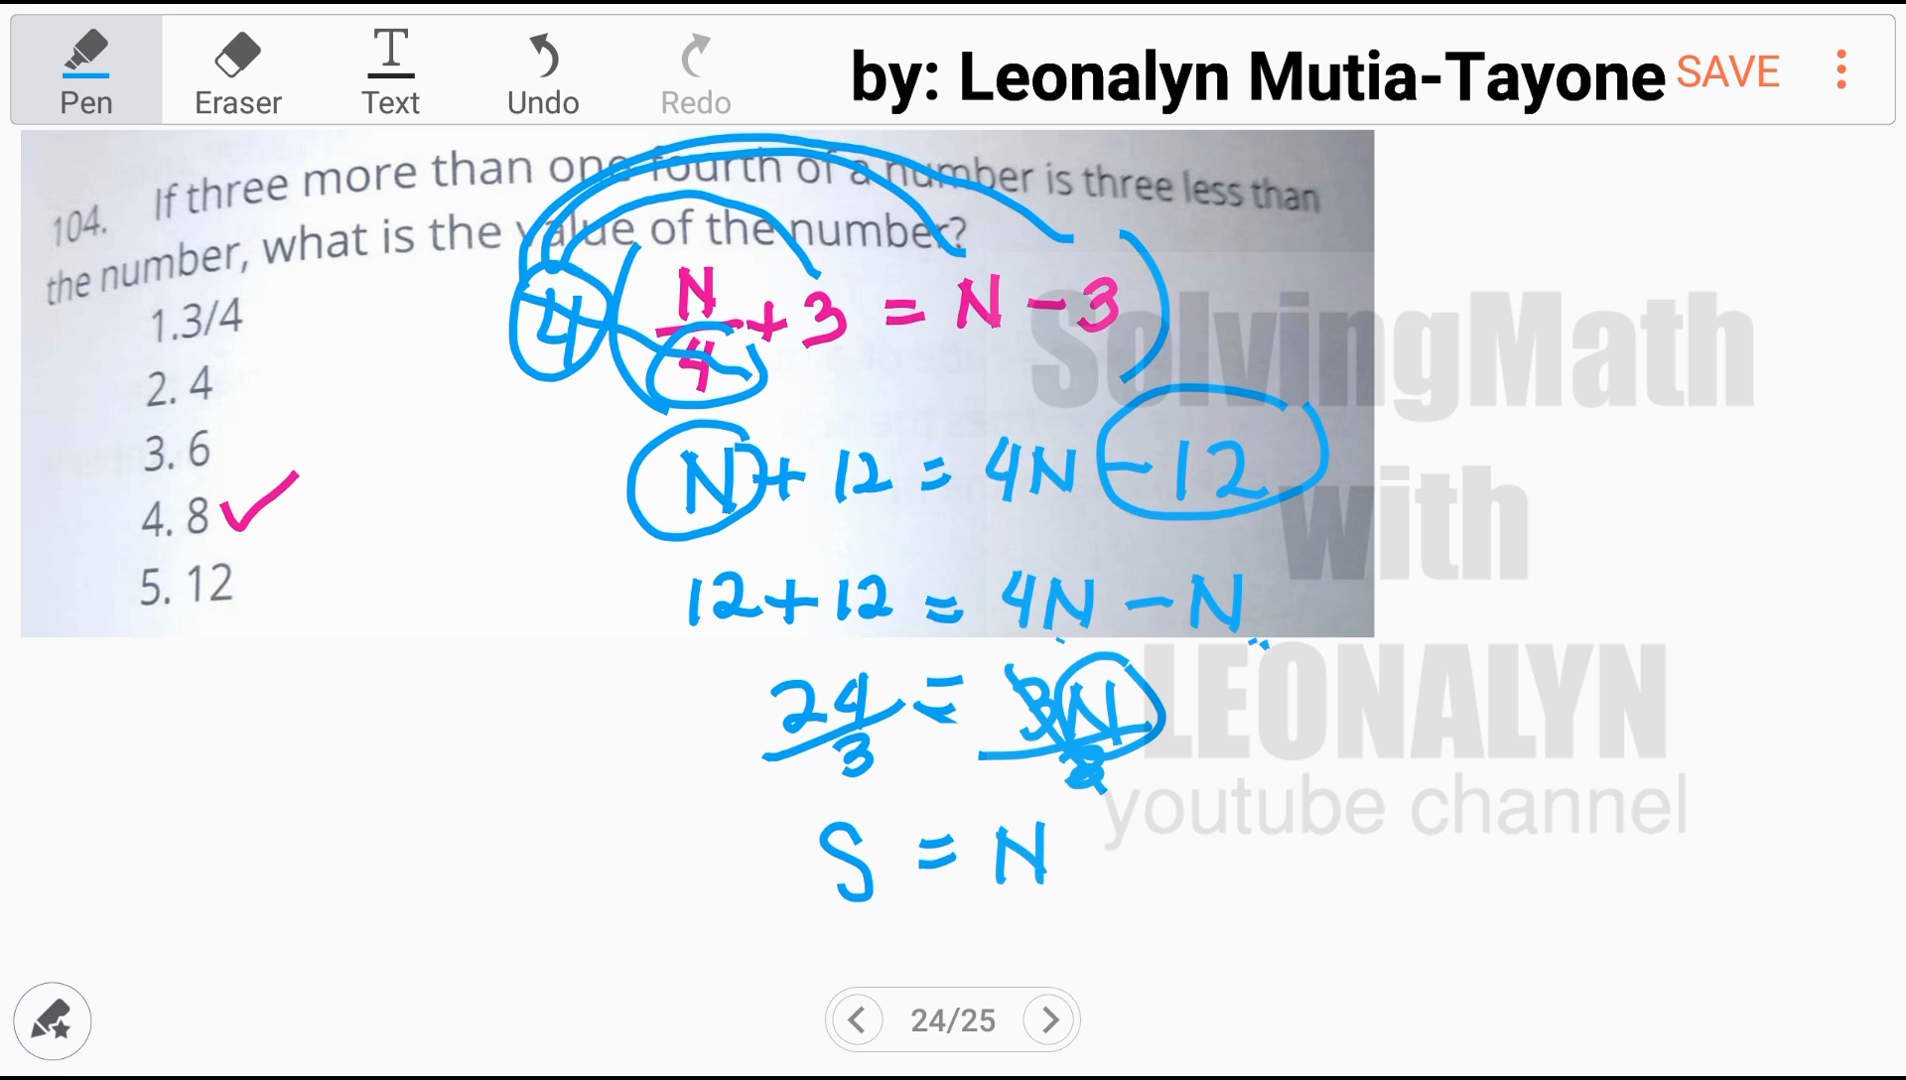 Pen Eraser Text Undo Redo by: Leonalyn Mutia-Tayone SAVE
104. If three more than one fourth of a number is three less than
the number, what is the value of the number?
1.3/4
2. 4
3. 6
4. 8 ✓
5. 12
4(N/4 + 3 = N - 3)
N + 12 = 4N - 12
12 + 12 = 4N - N
24/3 = 3N/3
8 = N
SolvingMath
with
LEONALYN
youtube channel
24/25